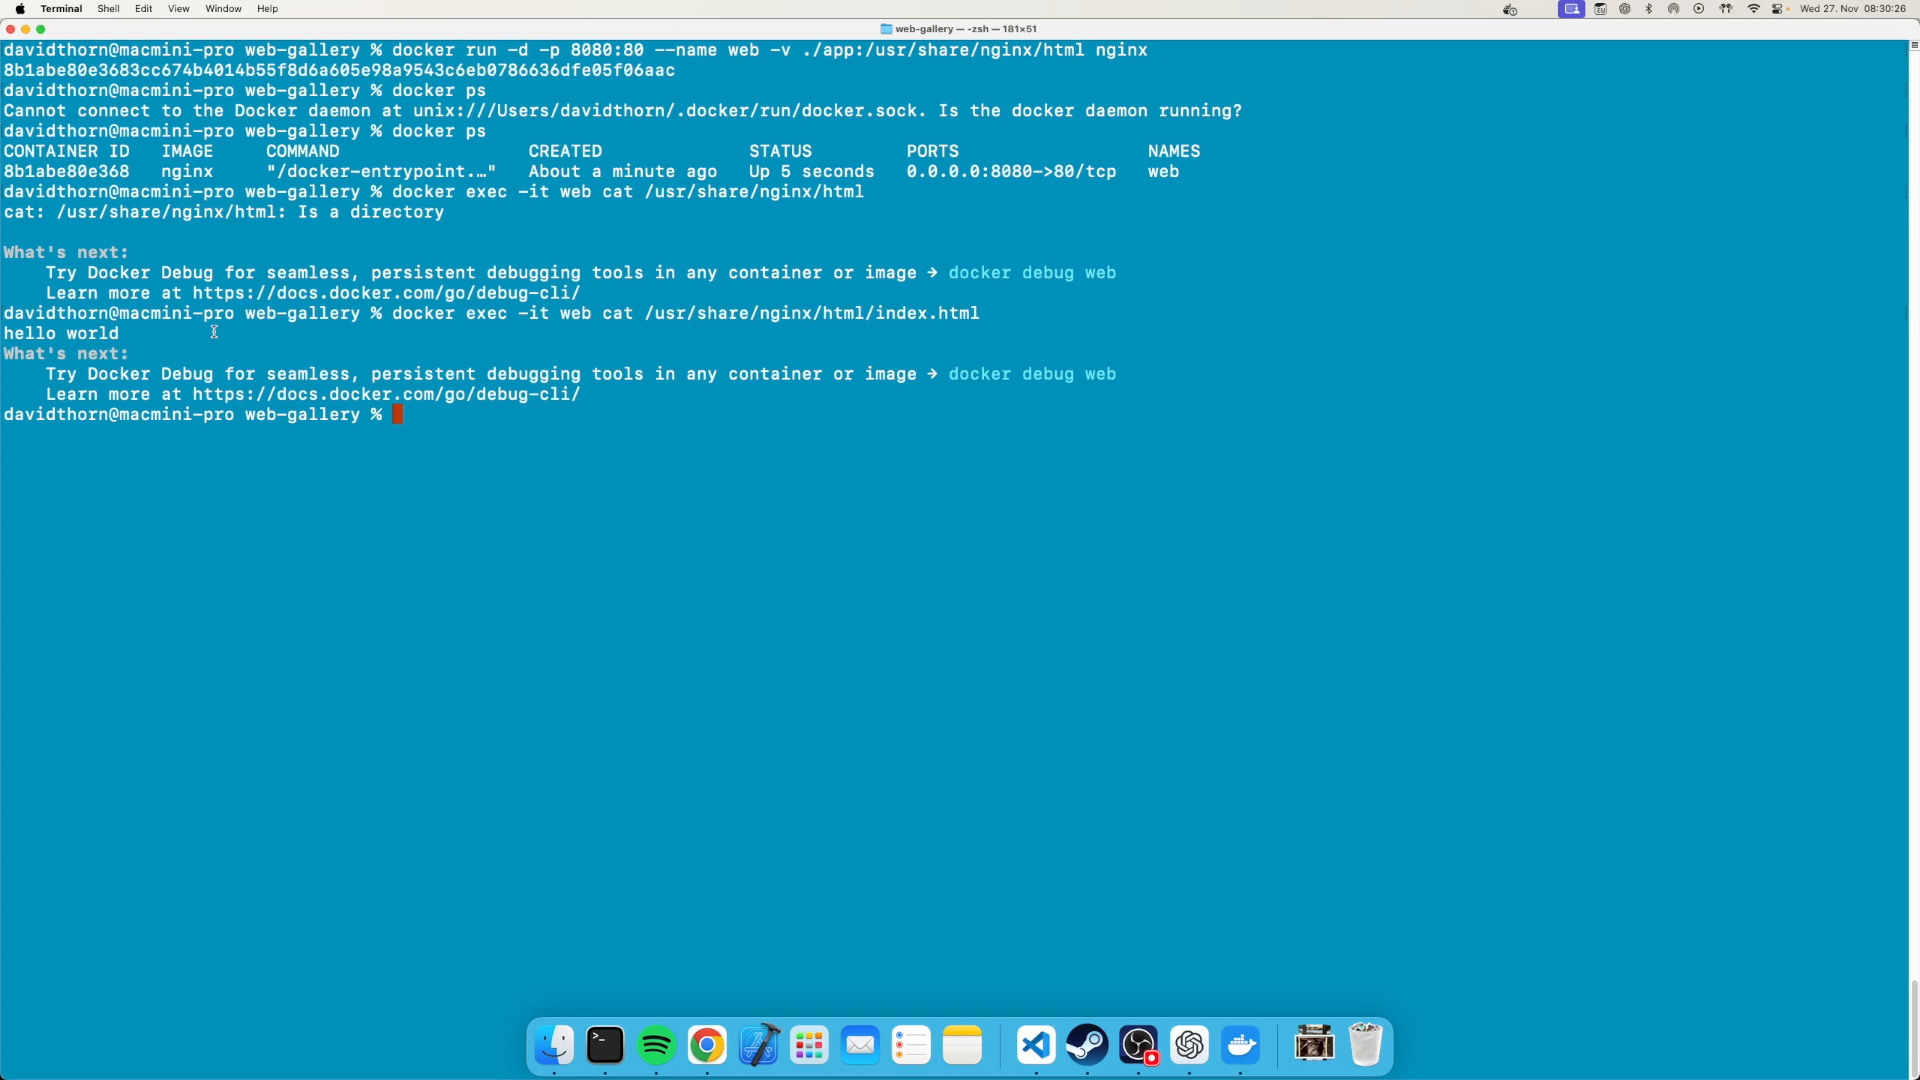 Terminal Shell Edit View Window Help
Wed 27. Nov 08:30:26
web-gallery — -zsh — 181×51
davidthorn@macmini-pro web-gallery % docker run -d -p 8080:80 --name web -v ./app:/usr/share/nginx/html nginx
8b1abe80e3683cc674b4014b55f8d6a605e98a9543c6eb0786636dfe05f06aac
davidthorn@macmini-pro web-gallery % docker ps
Cannot connect to the Docker daemon at unix:///Users/davidthorn/.docker/run/docker.sock. Is the docker daemon running?
davidthorn@macmini-pro web-gallery % docker ps
CONTAINER ID   IMAGE     COMMAND                  CREATED              STATUS         PORTS                  NAMES
8b1abe80e368   nginx     "/docker-entrypoint.…"   About a minute ago   Up 5 seconds   0.0.0.0:8080->80/tcp   web
davidthorn@macmini-pro web-gallery % docker exec -it web cat /usr/share/nginx/html
cat: /usr/share/nginx/html: Is a directory
What's next:
    Try Docker Debug for seamless, persistent debugging tools in any container or image → docker debug web
    Learn more at https://docs.docker.com/go/debug-cli/
davidthorn@macmini-pro web-gallery % docker exec -it web cat /usr/share/nginx/html/index.html
hello world
What's next:
    Try Docker Debug for seamless, persistent debugging tools in any container or image → docker debug web
    Learn more at https://docs.docker.com/go/debug-cli/
davidthorn@macmini-pro web-gallery %